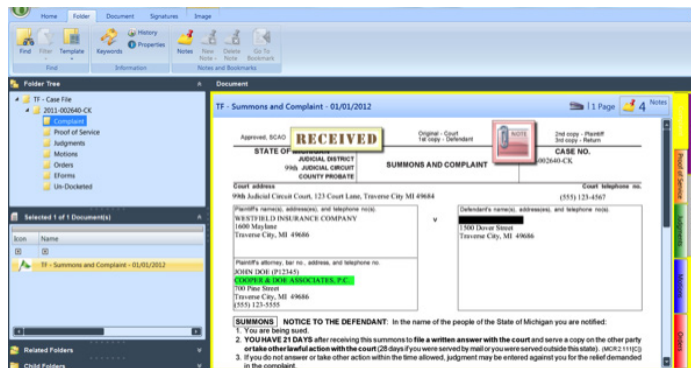 Home Folder Document Signatures Image
Find Filter Template Keywords History Properties Notes New Note Delete Note Go To Bookmark
Find Information Notes and Bookmarks
Folder Tree
TF - Case File
2011-002640-CK
Complaint
Proof of Service
Judgments
Motions
Orders
EForms
Un-Docketed
Selected 1 of 1 Document(s)
Icon Name
TF - Summons and Complaint - 01/01/2012
Related Folders
Child Folders
Document
TF - Summons and Complaint - 01/01/2012 1 Page 4 Notes
Approved, SCAO RECEIVED Original - Court 2nd copy - Plaintiff
1st copy - Defendant NOTE 3rd copy - Return
STATE OF MICHIGAN CASE NO.
JUDICIAL DISTRICT
99th JUDICIAL CIRCUIT SUMMONS AND COMPLAINT 002640-CK
COUNTY PROBATE
Court address Court telephone no.
99th Judicial Circuit Court, 123 Court Lane, Traverse City MI 49684 (555) 123-4567
Plaintiff's name(s), address(es), and telephone no(s). Defendant's name(s), address(es), and telephone no(s).
WESTFIELD INSURANCE COMPANY v
1600 Maylane 1500 Dover Street
Traverse City, MI 49686 Traverse City, MI 49686
Plaintiff's attorney, bar no., address, and telephone no.
JOHN DOE (P12345)
COOPER & DOE ASSOCIATES, P.C.
700 Pine Street
Traverse City, MI 49686
(555) 123-5555
SUMMONS NOTICE TO THE DEFENDANT: In the name of the people of the State of Michigan you are notified:
1. You are being sued.
2. YOU HAVE 21 DAYS after receiving this summons to file a written answer with the court and serve a copy on the other party
or take other lawful action with the court (28 days if you were served by mail or you were served outside this state). (MCR 2.111[C])
3. If you do not answer or take other action within the time allowed, judgment may be entered against you for the relief demanded
in the complaint.
Proof of Service
Judgments
Motions
Orders